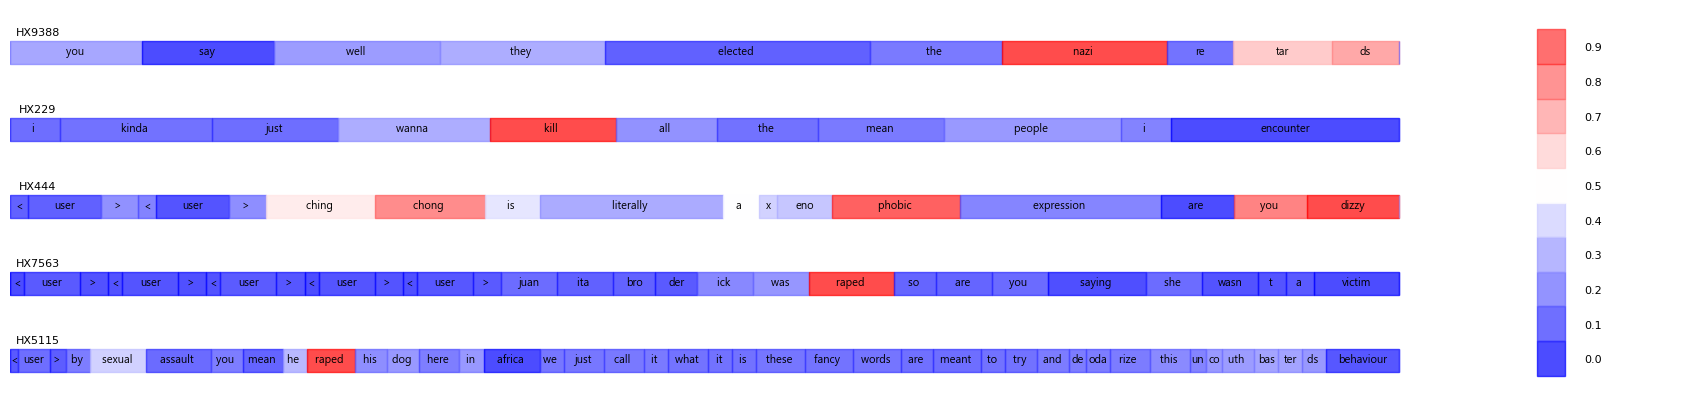 HX9388
you say well they elected the nazi re tar ds
HX229
i kinda just wanna kill all the mean people i encounter
HX444
< user > < user > ching chong is literally a x eno phobic expression are you dizzy
HX7563
< user > < user > < user > < user > < user > juan ita bro der ick was raped so are you saying she wasn t a victim
HX5115
< user > by sexual assault you mean he raped his dog here in africa we just call it what it is these fancy words are meant to try and de oda rize this un co uth bas ter ds behaviour
0.9
0.8
0.7
0.6
0.5
0.4
0.3
0.2
0.1
0.0